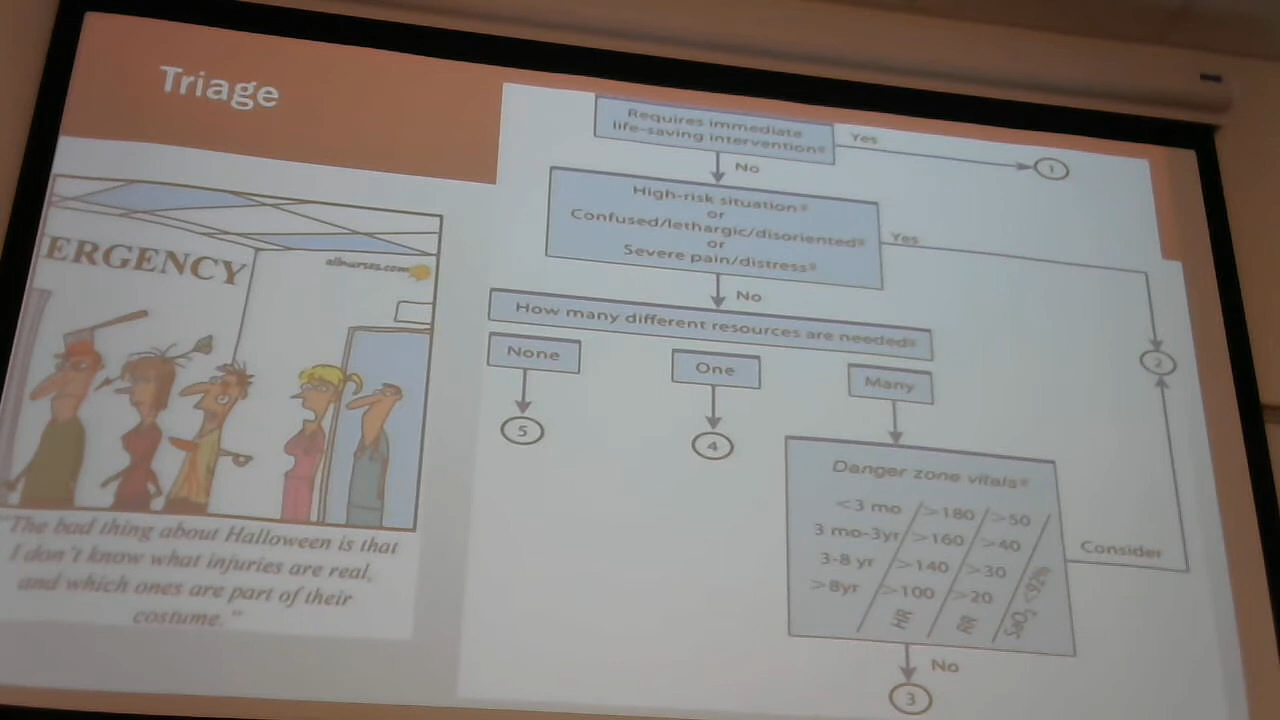 Triage
ERGENCY
allnurses.com
"The bad thing about Halloween is that
I don't know what injuries are real,
and which ones are part of their
costume."
Requires immediate
life-saving intervention
Yes
1
No
High-risk situation
or
Confused/lethargic/disoriented
or
Severe pain/distress
Yes
2
No
How many different resources are needed
None
One
Many
5
4
Danger zone vitals
<3 mo >180 >50
3 mo-3yr >160 >40
3-8 yr >140 >30
>8yr >100 >20
HR RR SaO₂ <92%
Consider
No
3